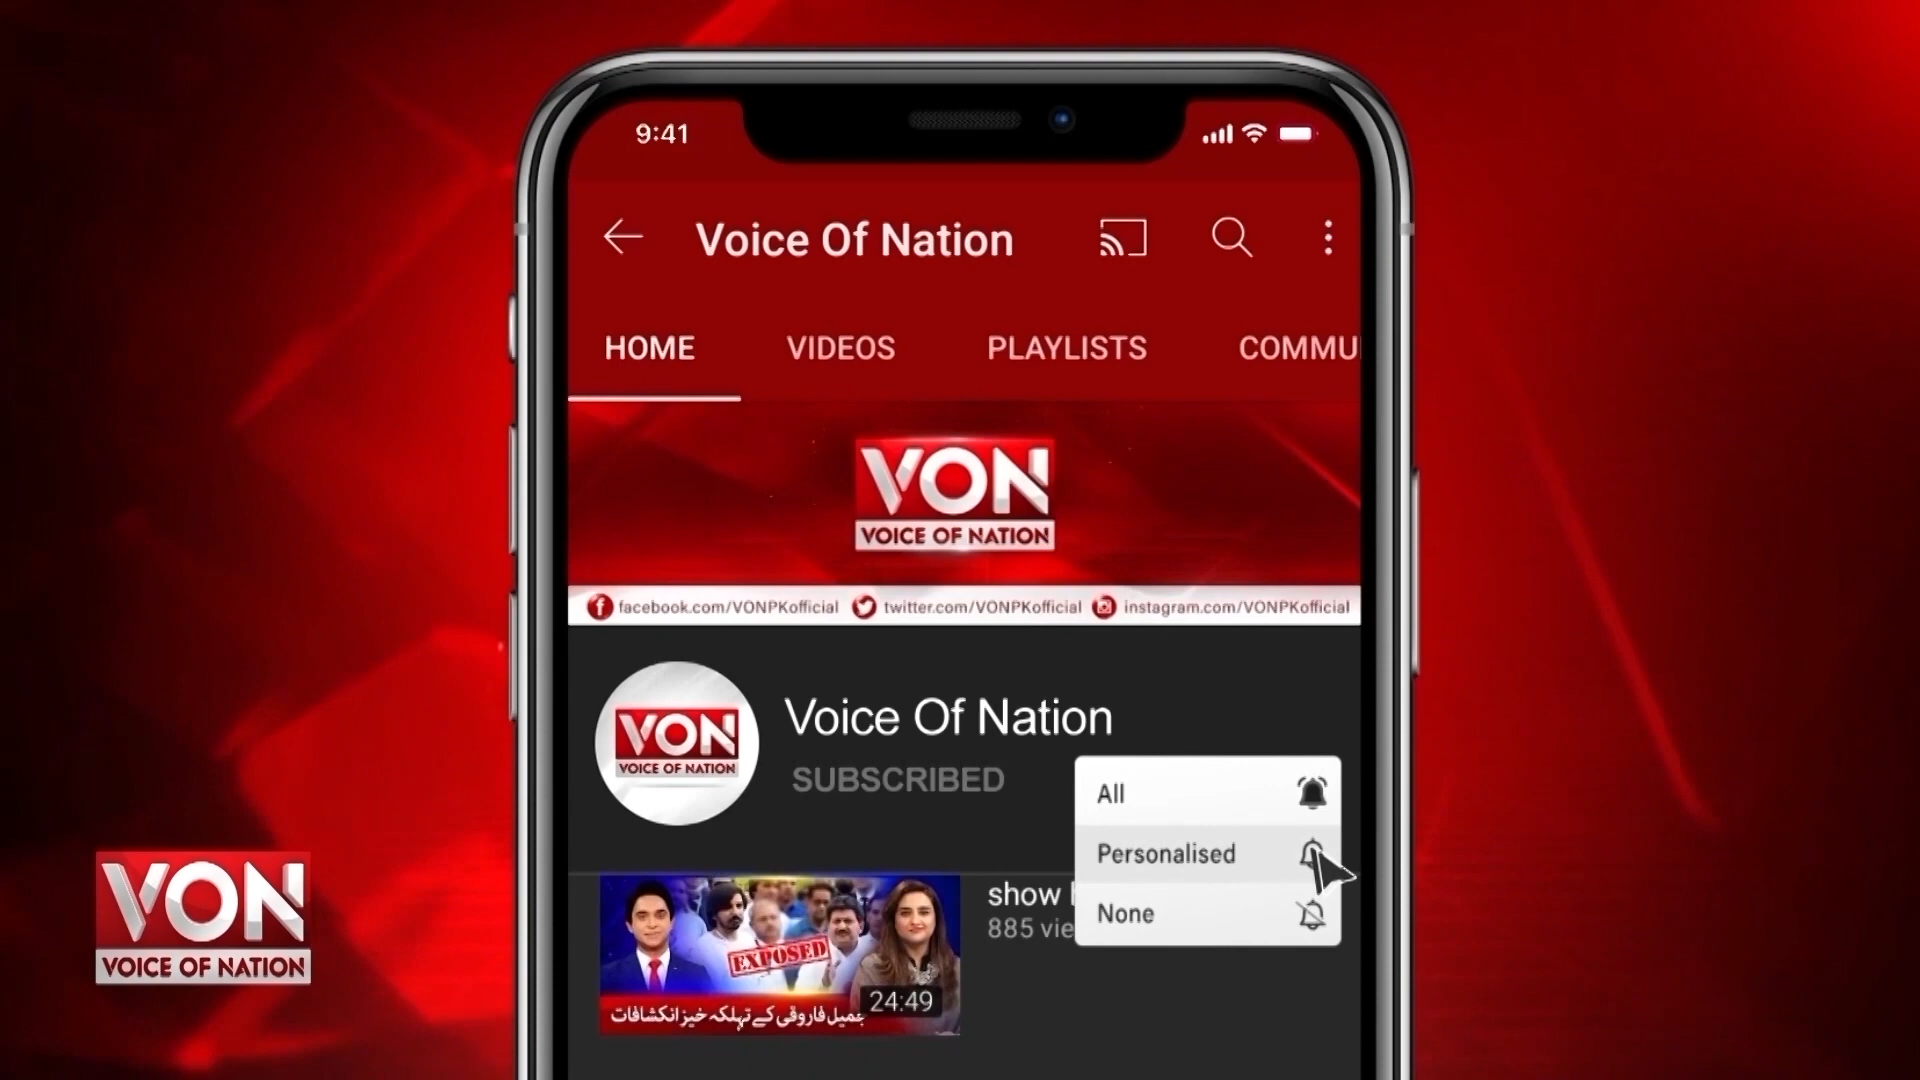 9:41
Voice Of Nation
HOME VIDEOS PLAYLISTS COMMU
VON
VOICE OF NATION
f facebook.com/VONPKofficial twitter.com/VONPKofficial instagram.com/VONPKofficial
VON
VOICE OF NATION
Voice Of Nation
SUBSCRIBED
All
Personalised
None
show
885 vie
EXPOSED
24:49
جمیل فاروقی کے تہلکہ خیز انکشافات
VON
VOICE OF NATION